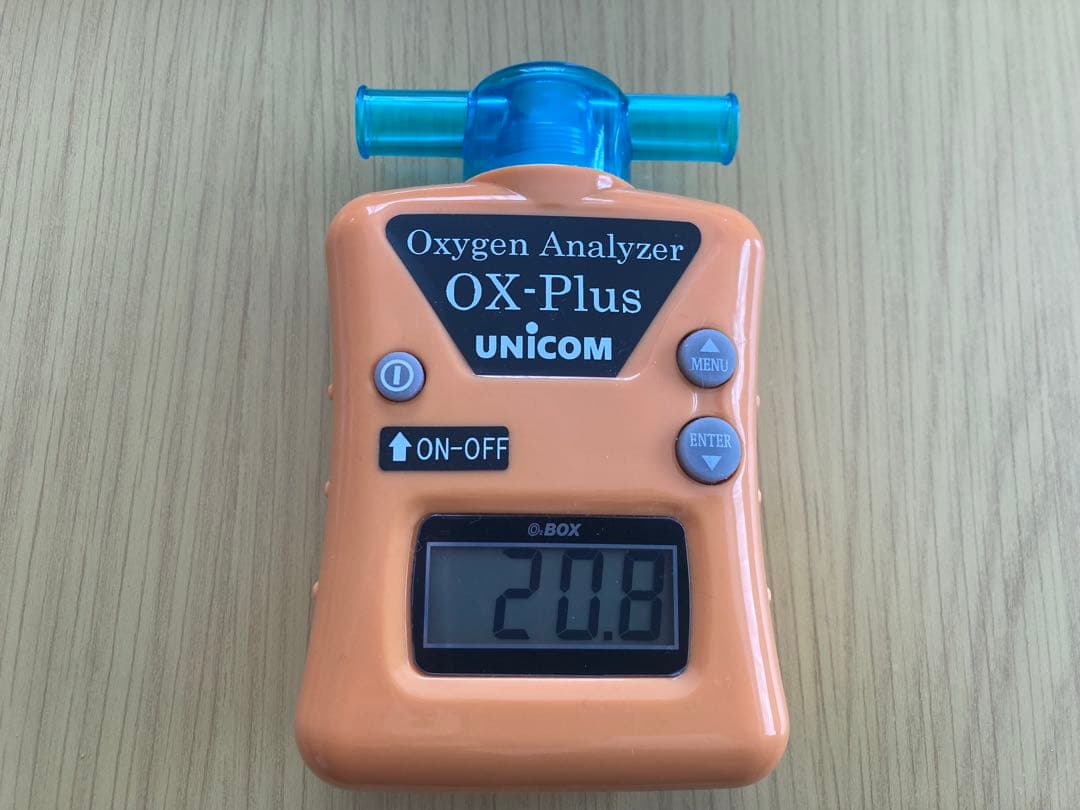 Oxygen Analyzer
OX-Plus
UNICOM
MENU
ON-OFF
ENTER
O₂BOX
20.8